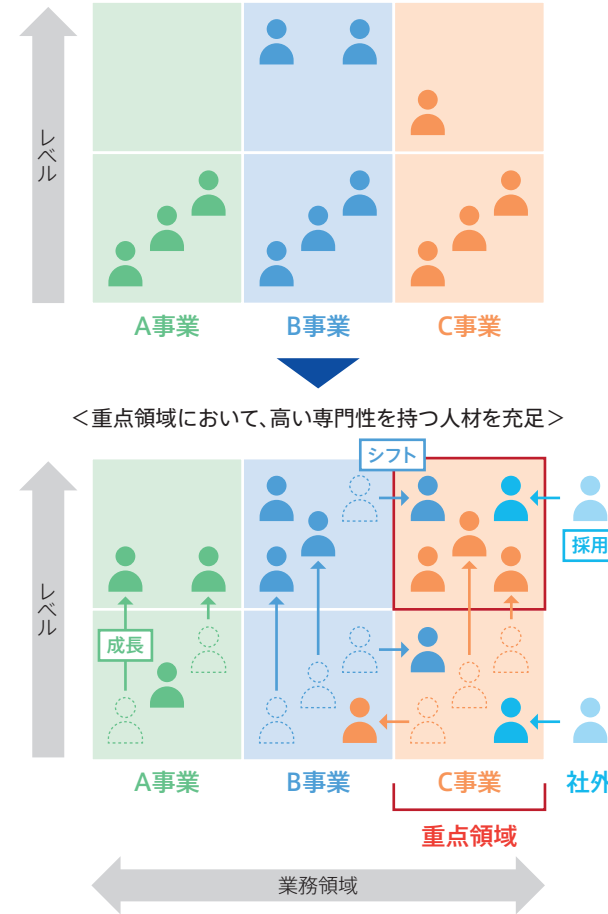 レベル
A事業
B事業
C事業
＜重点領域において、高い専門性を持つ人材を充足＞
シフト
採用
レベル
成長
A事業
B事業
C事業
社外
重点領域
業務領域